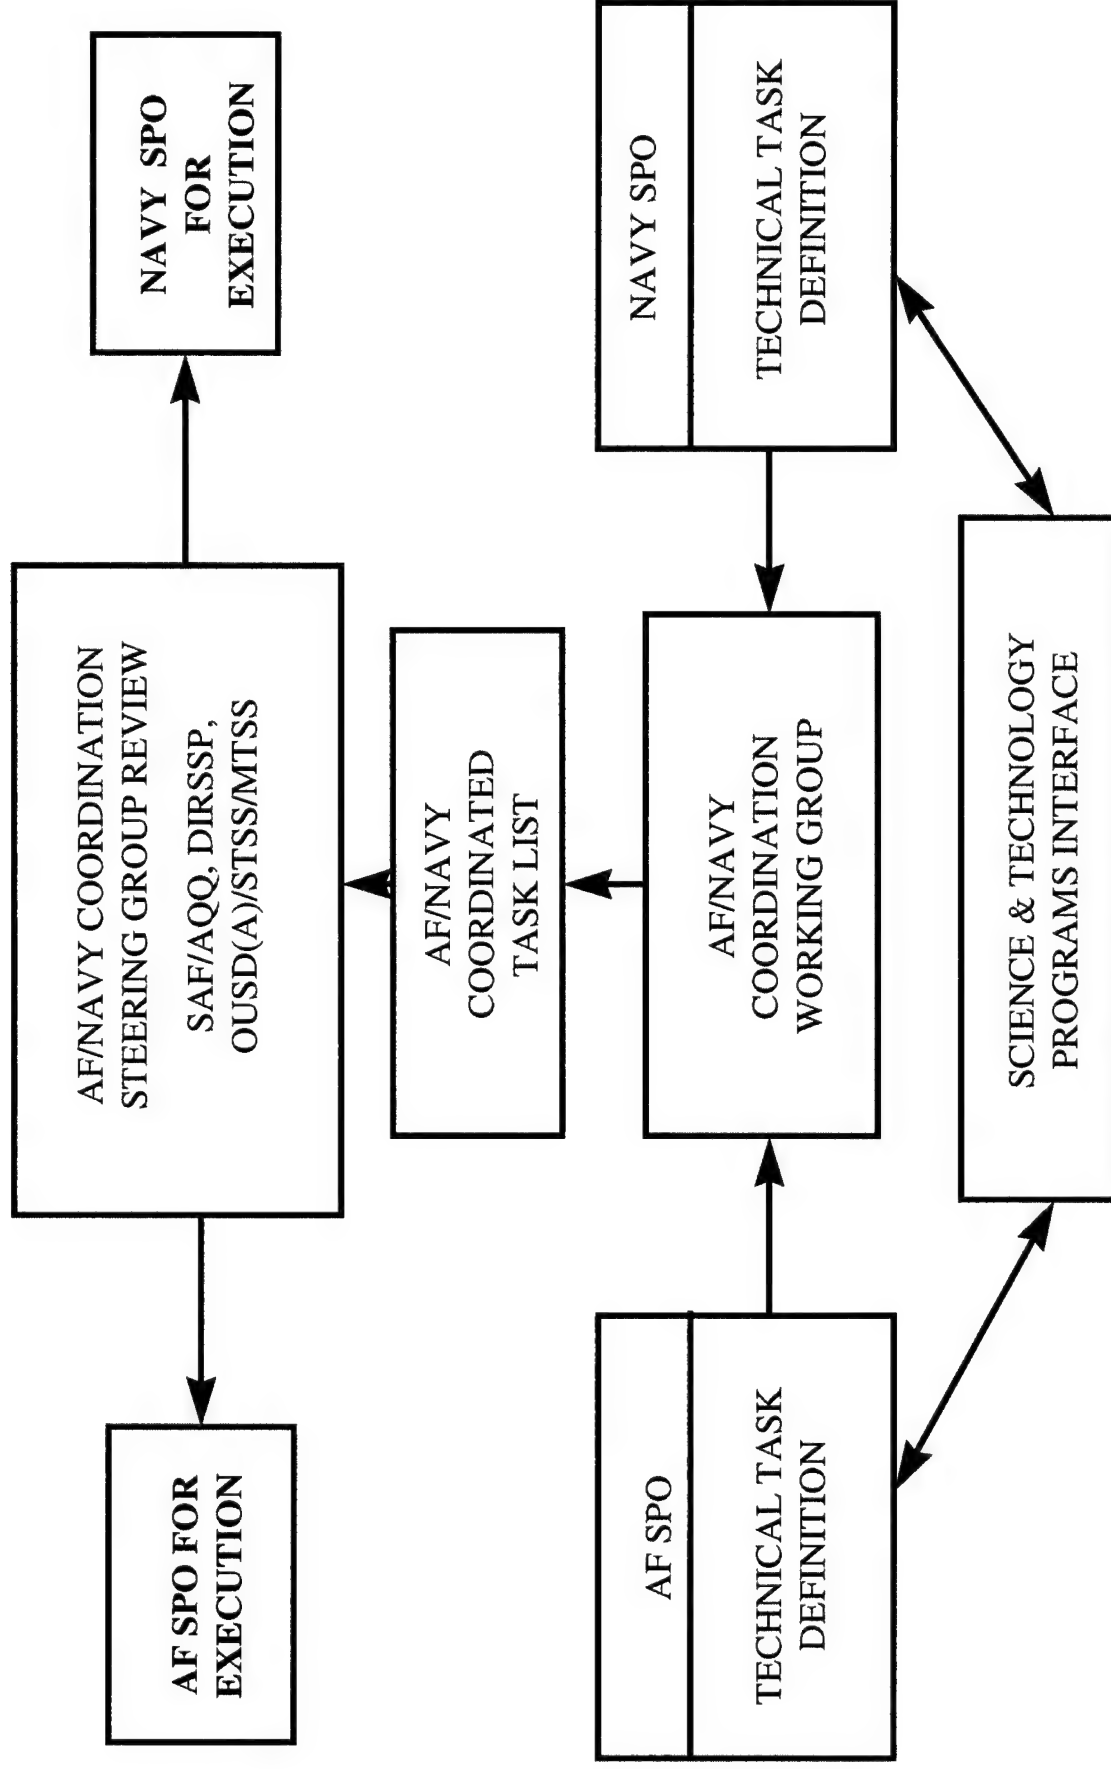 AF/NAVY COORDINATION
STEERING GROUP REVIEW
SAF/AQQ, DIRSSP,
OUSD(A)/STSS/MTSS
AF SPO FOR
EXECUTION
NAVY SPO
FOR
EXECUTION
AF/NAVY
COORDINATED
TASK LIST
AF SPO
TECHNICAL TASK
DEFINITION
AF/NAVY
COORDINATION
WORKING GROUP
NAVY SPO
TECHNICAL TASK
DEFINITION
SCIENCE & TECHNOLOGY
PROGRAMS INTERFACE